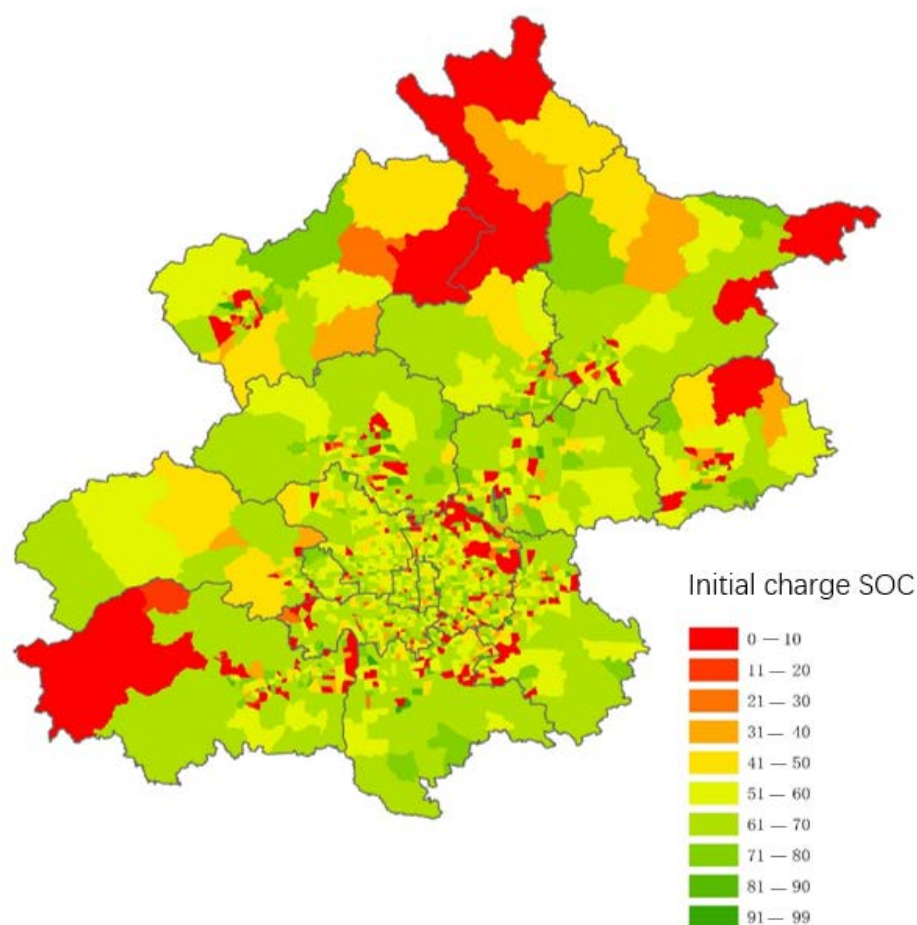 Initial charge SOC
0 — 10
11 — 20
21 — 30
31 — 40
41 — 50
51 — 60
61 — 70
71 — 80
81 — 90
91 — 99